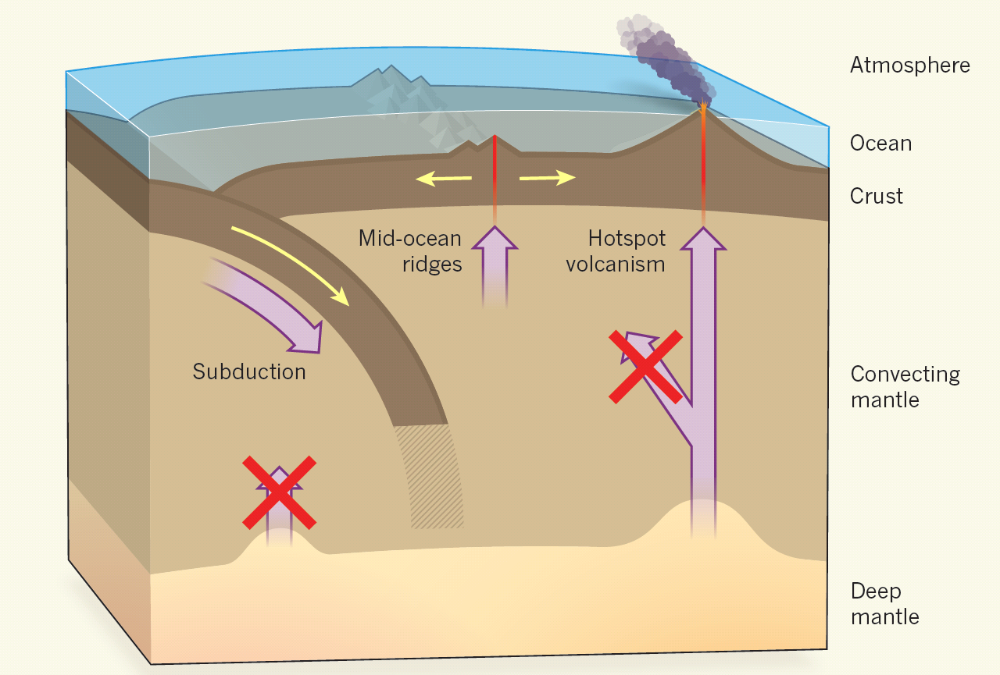 Atmosphere
Ocean
Crust
Mid-ocean
ridges
Hotspot
volcanism
Subduction
Convecting
mantle
Deep
mantle